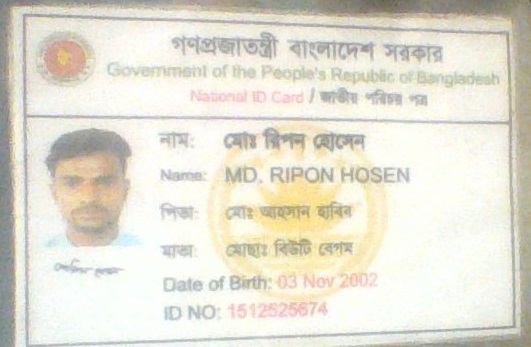 গণপ্রজাতন্ত্রী বাংলাদেশ সরকার
Government of the People's Republic of Bangladesh
National ID Card / জাতীয় পরিচয় পত্র
নাম: মোঃ রিপন হোসেন
Name: MD. RIPON HOSEN
পিতা: মোঃ আহসান হাবিব
মাতা: মোছাঃ বিউটি বেগম
Date of Birth: 03 Nov 2002
ID NO: 1512525674